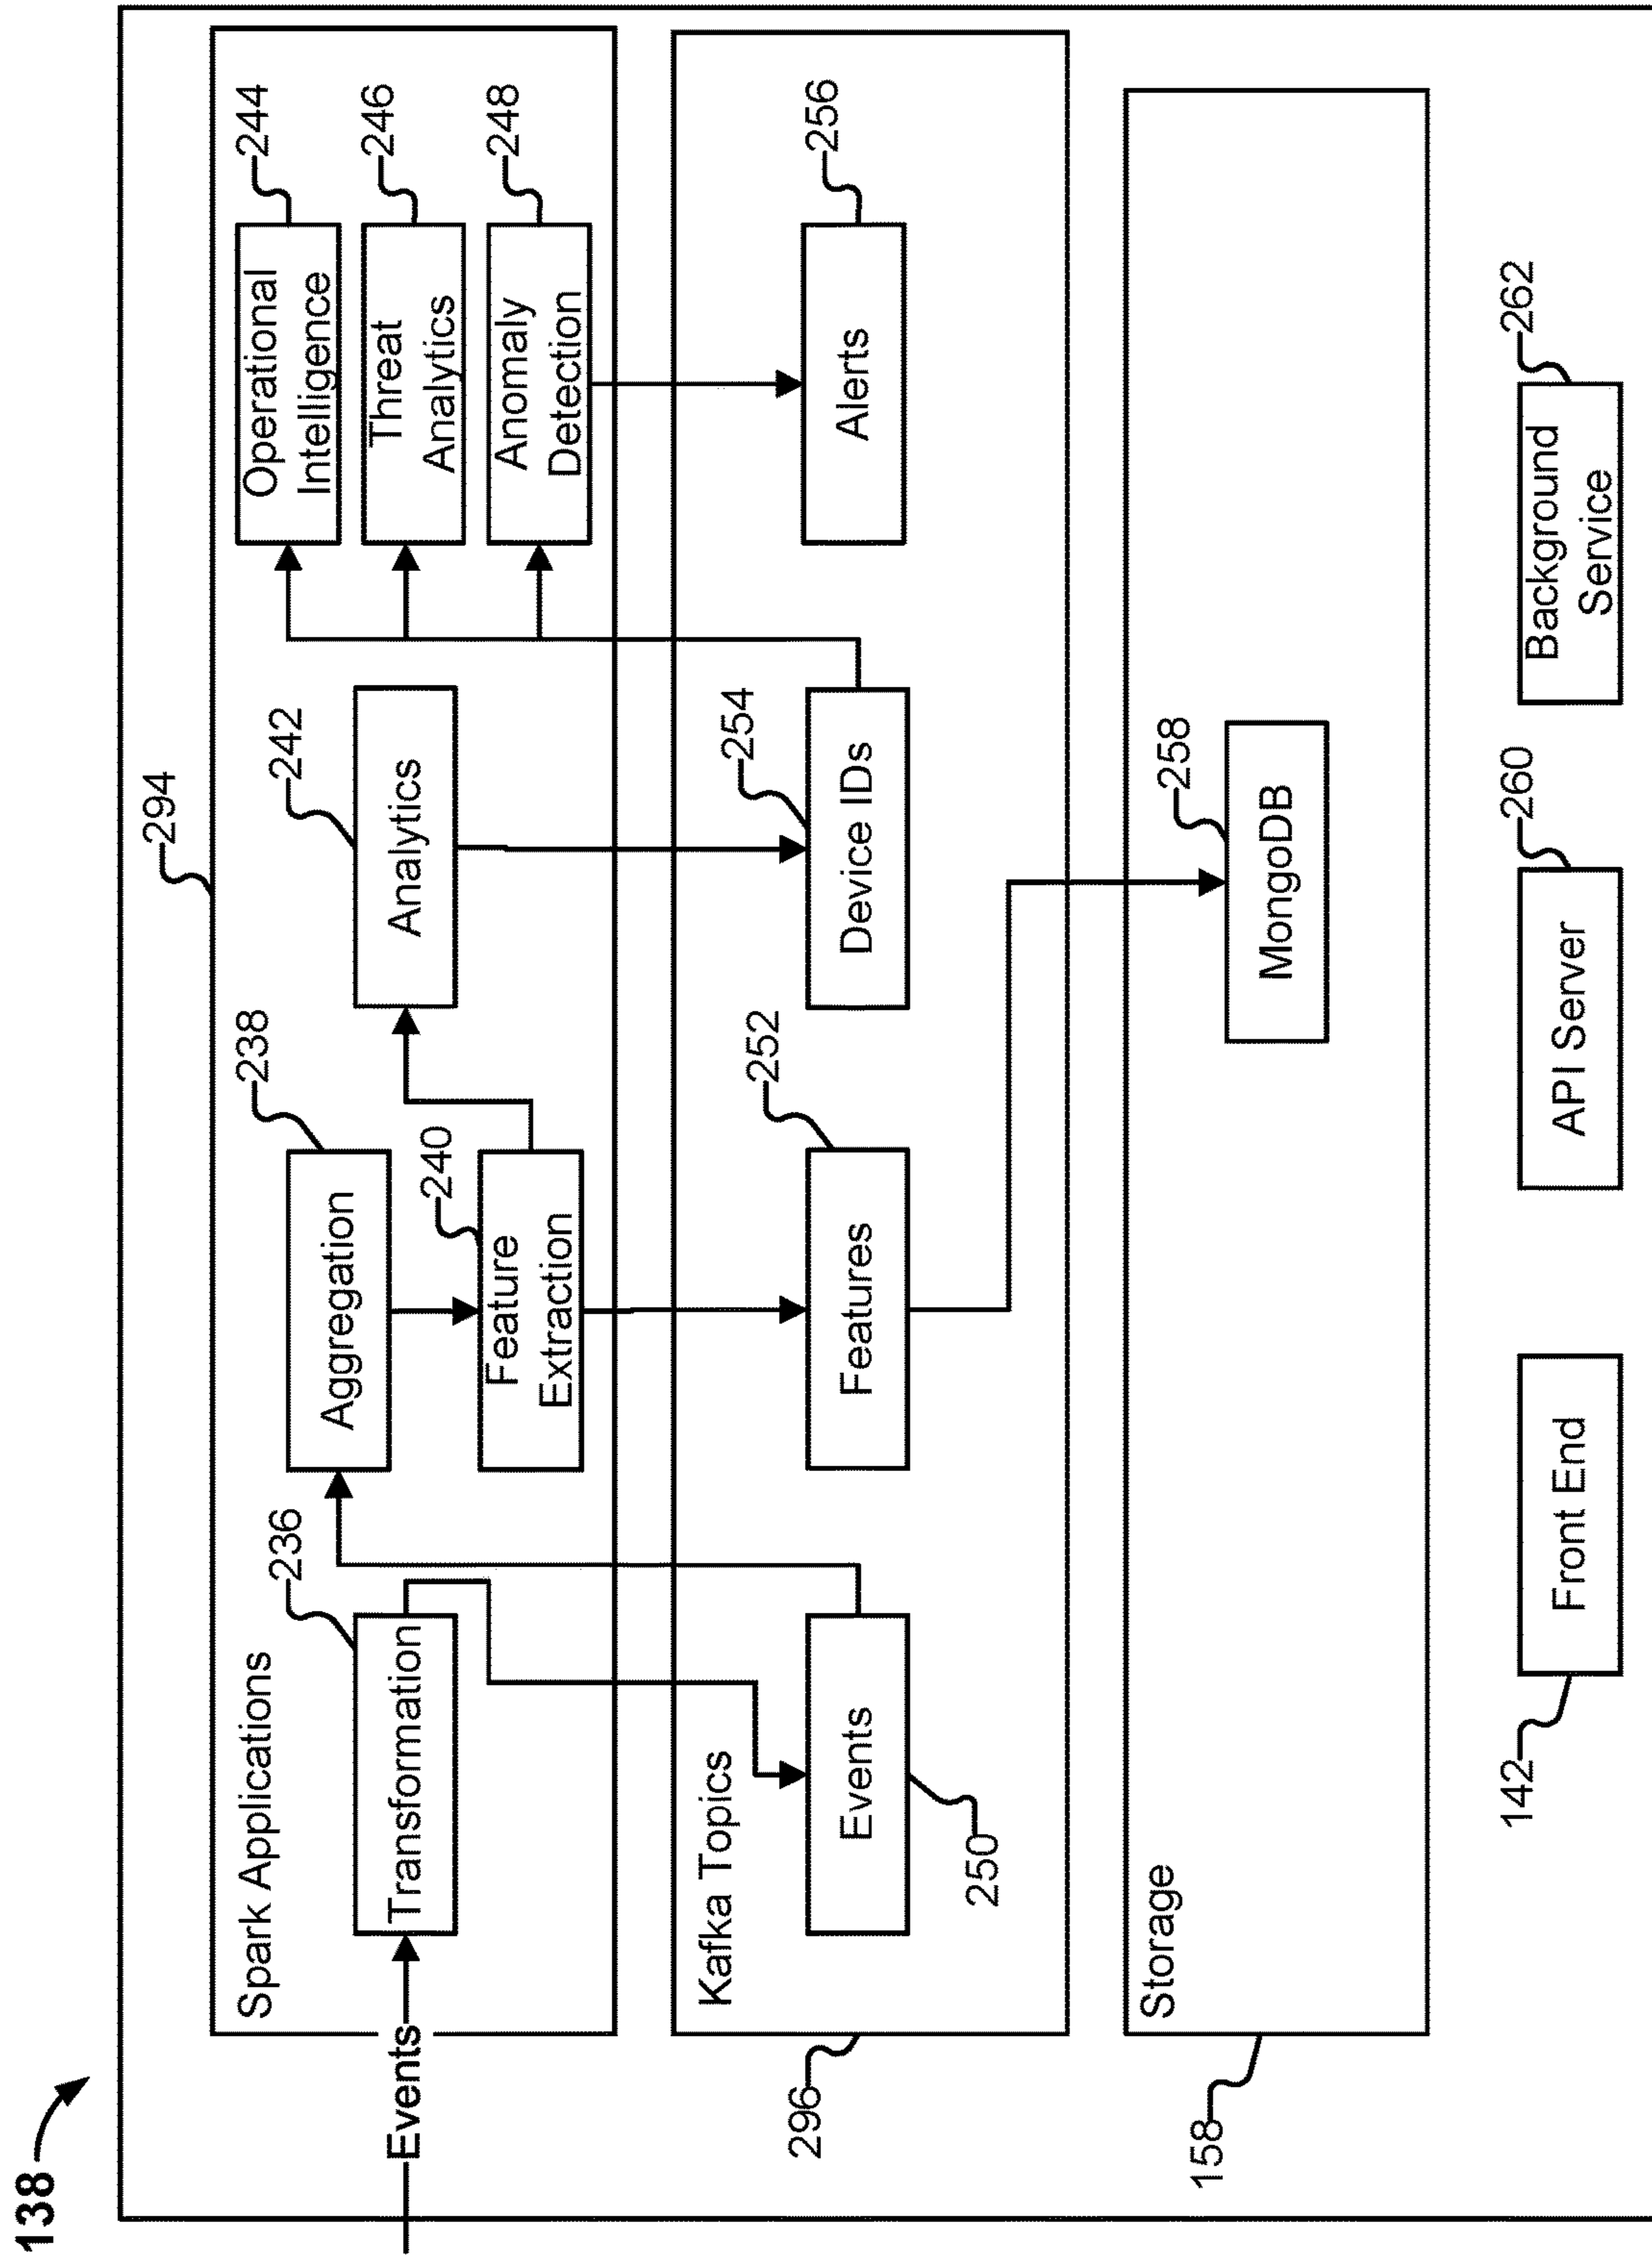 138
294
Spark Applications
Events
Transformation
236
Aggregation
238
Feature
Extraction
240
Analytics
242
Operational
Intelligence
244
Threat
Analytics
246
Anomaly
Detection
248
Kafka Topics
296
Events
250
Features
252
Device IDs
254
Alerts
256
Storage
158
MongoDB
258
Front End
142
API Server
260
Background
Service
262